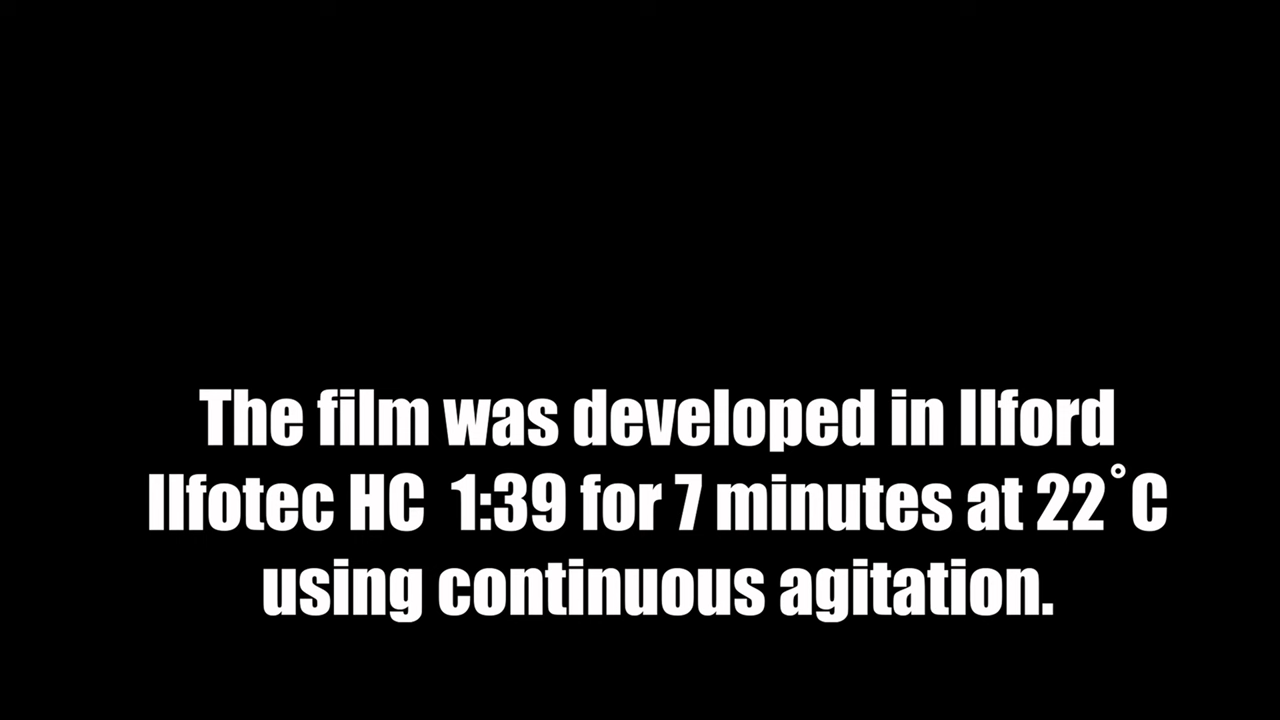 The film was developed in Ilford
Ilfotec HC 1:39 for 7 minutes at 22°C
using continuous agitation.